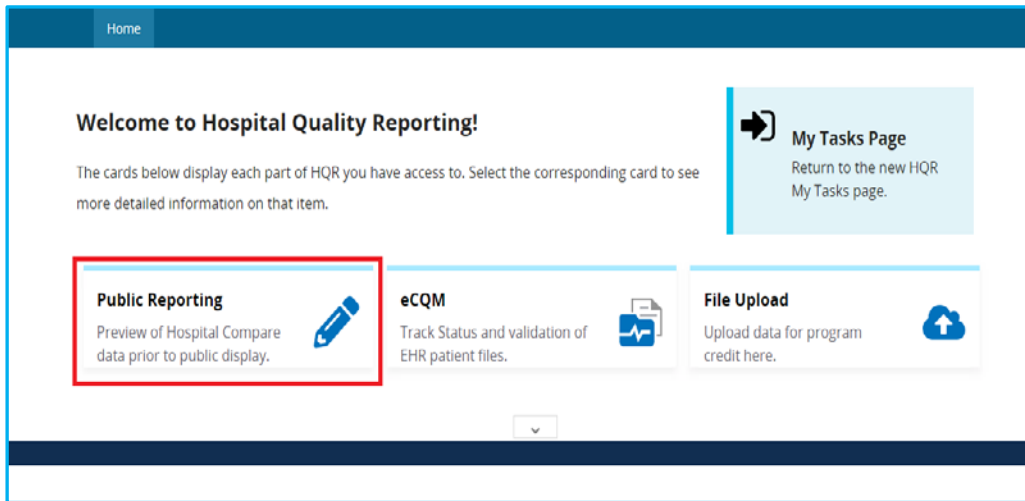 Home
Welcome to Hospital Quality Reporting!
The cards below display each part of HQR you have access to. Select the corresponding card to see
more detailed information on that item.
My Tasks Page
Return to the new HQR
My Tasks page.
Public Reporting
Preview of Hospital Compare
data prior to public display.
eCQM
Track Status and validation of
EHR patient files.
File Upload
Upload data for program
credit here.